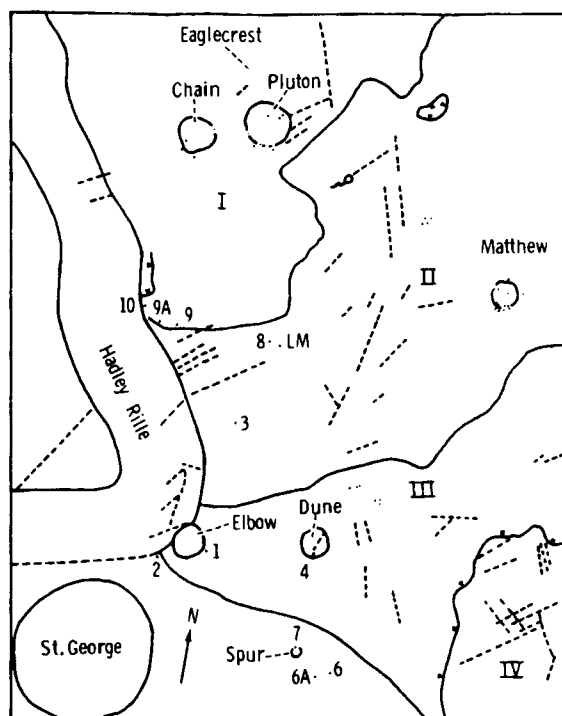 Eaglecrest
Pluton
Chain
I
Matthew
II
10
9A
9
8
LM
Hadley Rille
3
III
Elbow
Dune
1
2
4
N
St. George
7
Spur
6A
6
IV